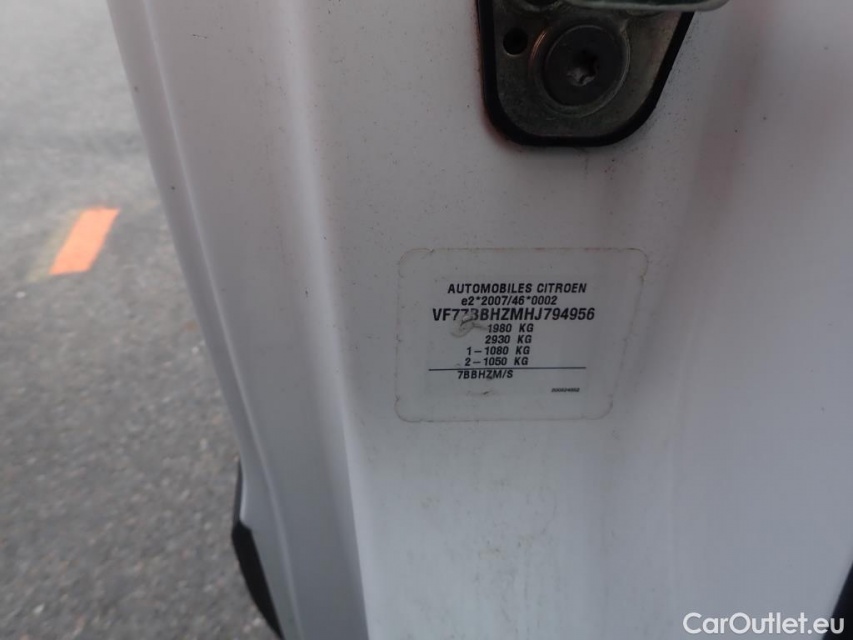 AUTOMOBILES CITROEN
e2*2007/46*0002
VF77BBHZMHJ794956
1980 KG
2930 KG
1-1080 KG
2-1050 KG
7BBHZM/S
CarOutlet.eu